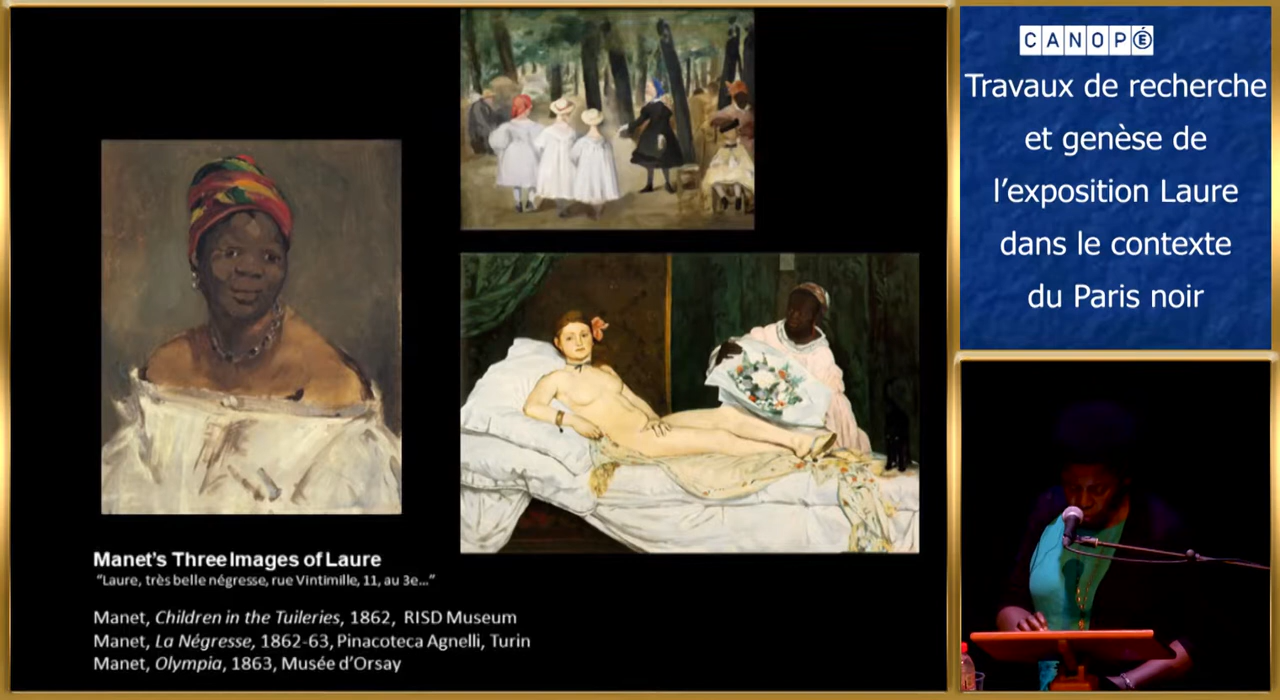 CANOPÉ
Travaux de recherche
et genèse de
l’exposition Laure
dans le contexte
du Paris noir
Manet's Three Images of Laure
“Laure, très belle négresse, rue Vintimille, 11, au 3e...”
Manet, Children in the Tuileries, 1862, RISD Museum
Manet, La Négresse, 1862-63, Pinacoteca Agnelli, Turin
Manet, Olympia, 1863, Musée d’Orsay